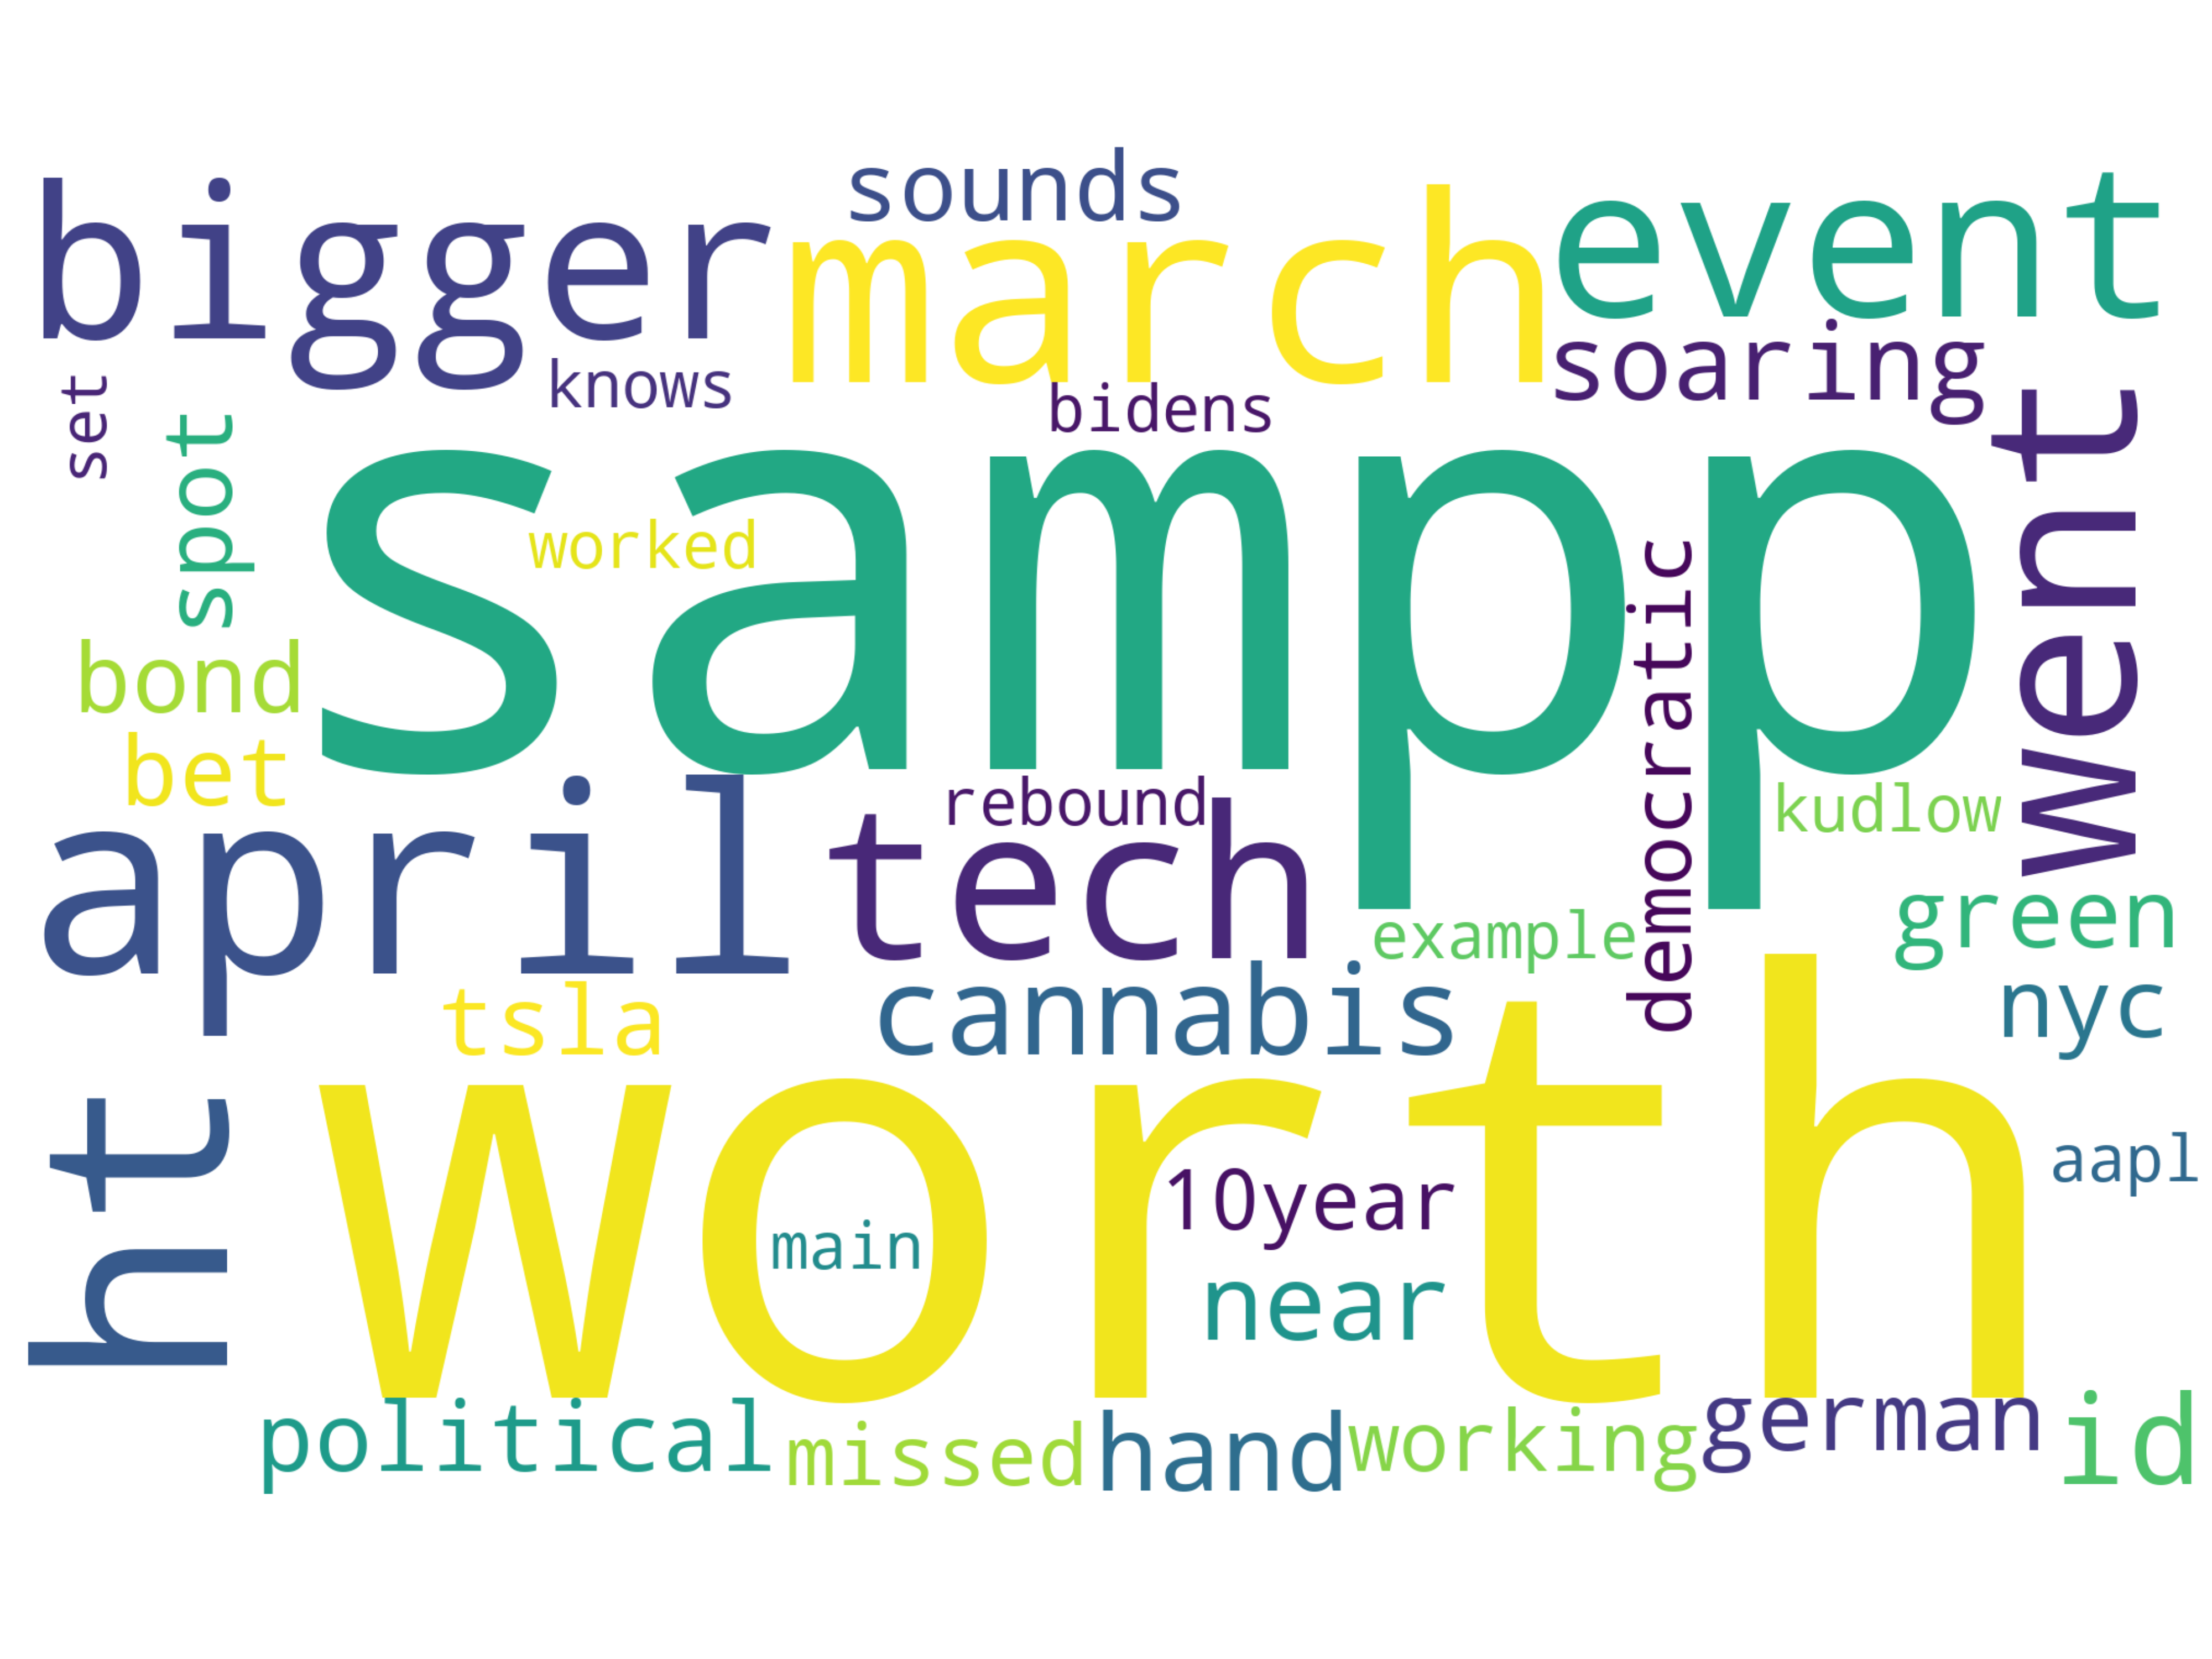 sounds
bigger
march
event
soaring
knows
bidens
set
spot
went
sampp
worked
democratic
bond
bet
rebound
kudlow
april
tech
example
green
tsla
cannabis
nyc
ht
worth
aapl
10year
main
near
political
missed
hand
working
german
id